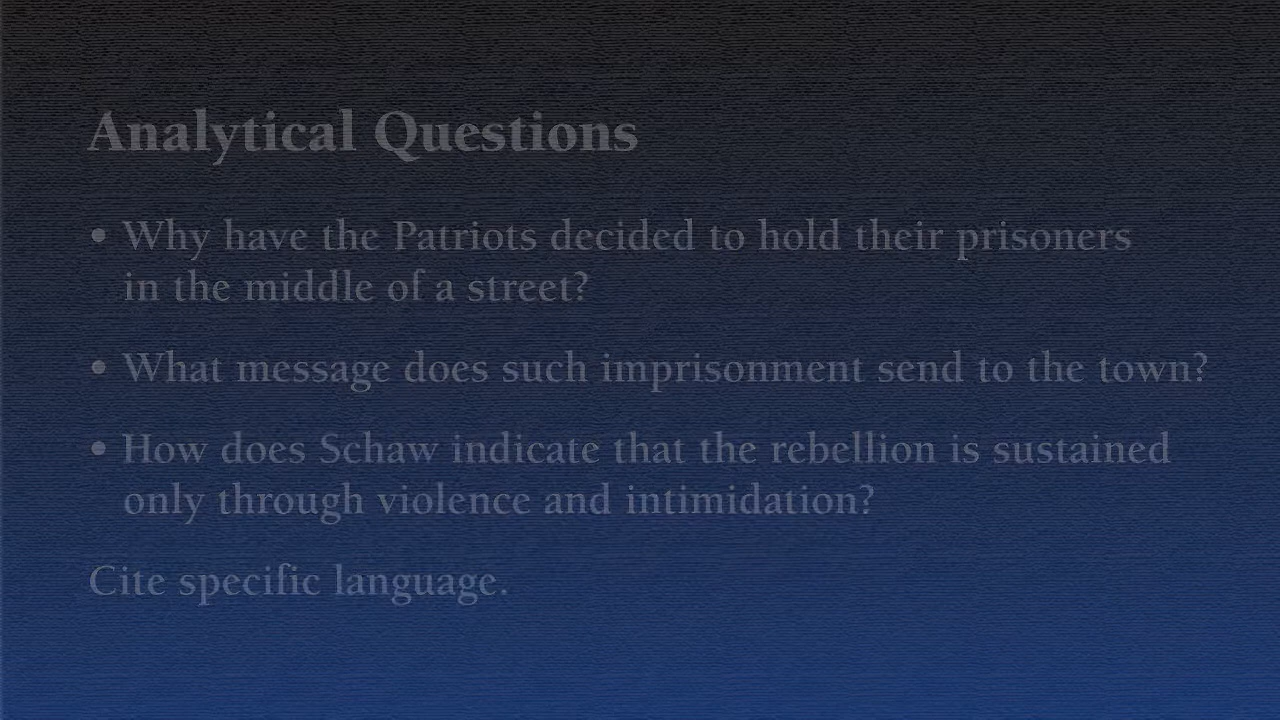 Analytical Questions
• Why have the Patriots decided to hold their prisoners
in the middle of a street?
• What message does such imprisonment send to the town?
• How does Schaw indicate that the rebellion is sustained
only through violence and intimidation?
Cite specific language.